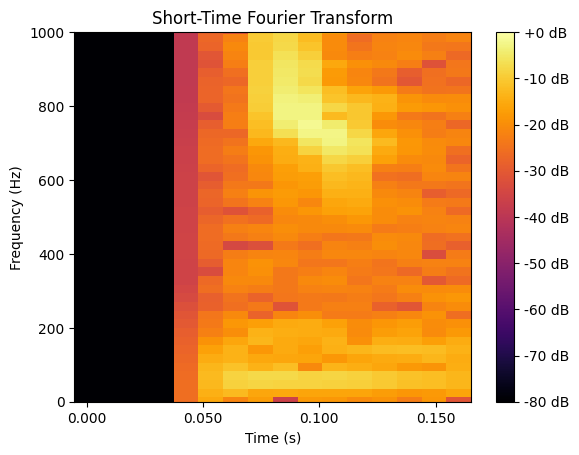 Short-Time Fourier Transform
1000
800
600
400
200
0
Frequency (Hz)
0.000
0.050
0.100
0.150
Time (s)
+0 dB
-10 dB
-20 dB
-30 dB
-40 dB
-50 dB
-60 dB
-70 dB
-80 dB